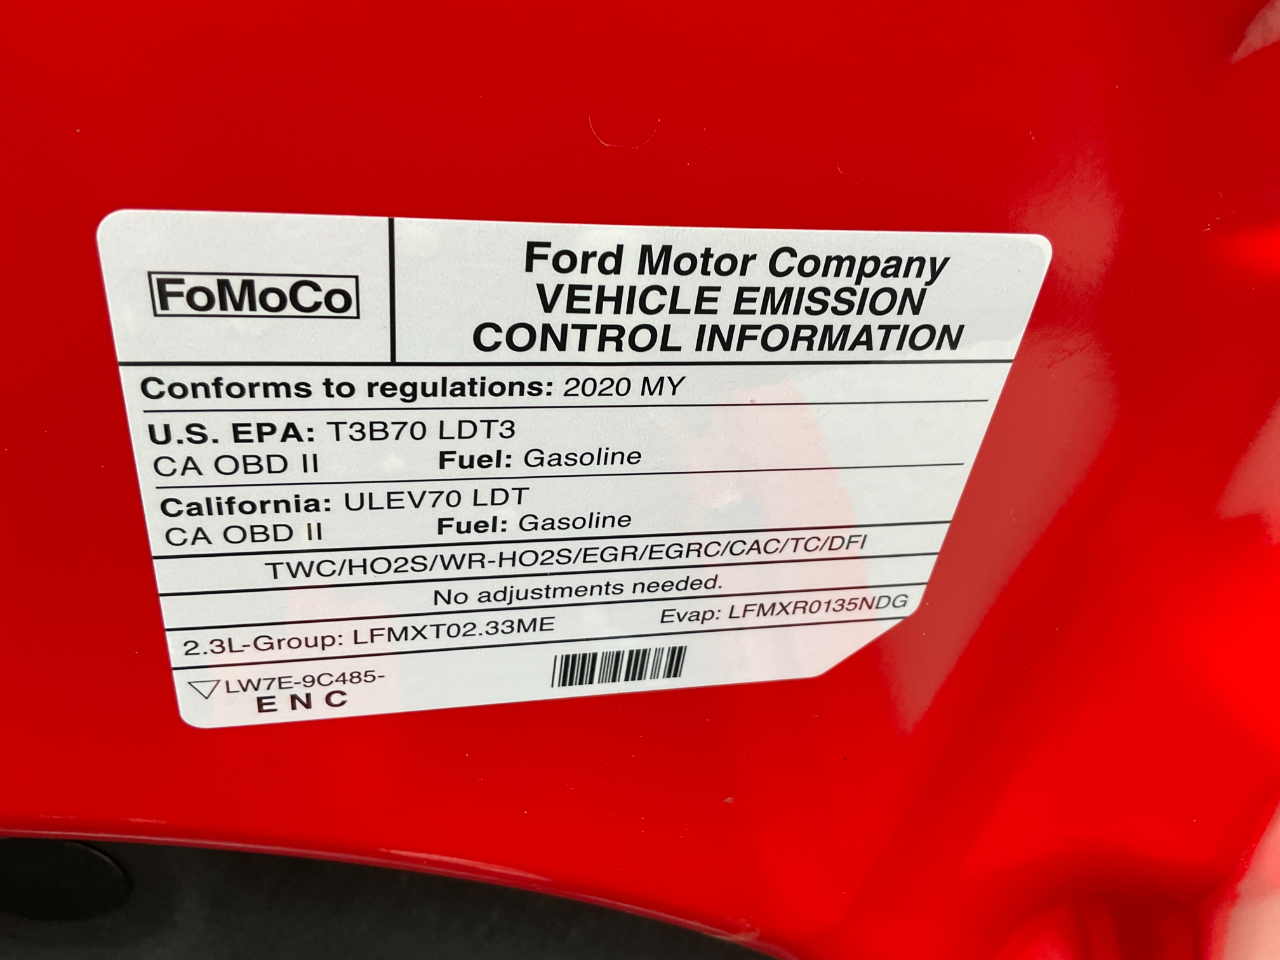 FoMoCo
Ford Motor Company
VEHICLE EMISSION
CONTROL INFORMATION
Conforms to regulations: 2020 MY
U.S. EPA: T3B70 LDT3
CA OBD II Fuel: Gasoline
California: ULEV70 LDT
CA OBD II Fuel: Gasoline
TWC/HO2S/WR-HO2S/EGR/EGRC/CAC/TC/DFI
No adjustments needed.
2.3L-Group: LFMXT02.33ME Evap: LFMXR0135NDG
LW7E-9C485-
E N C